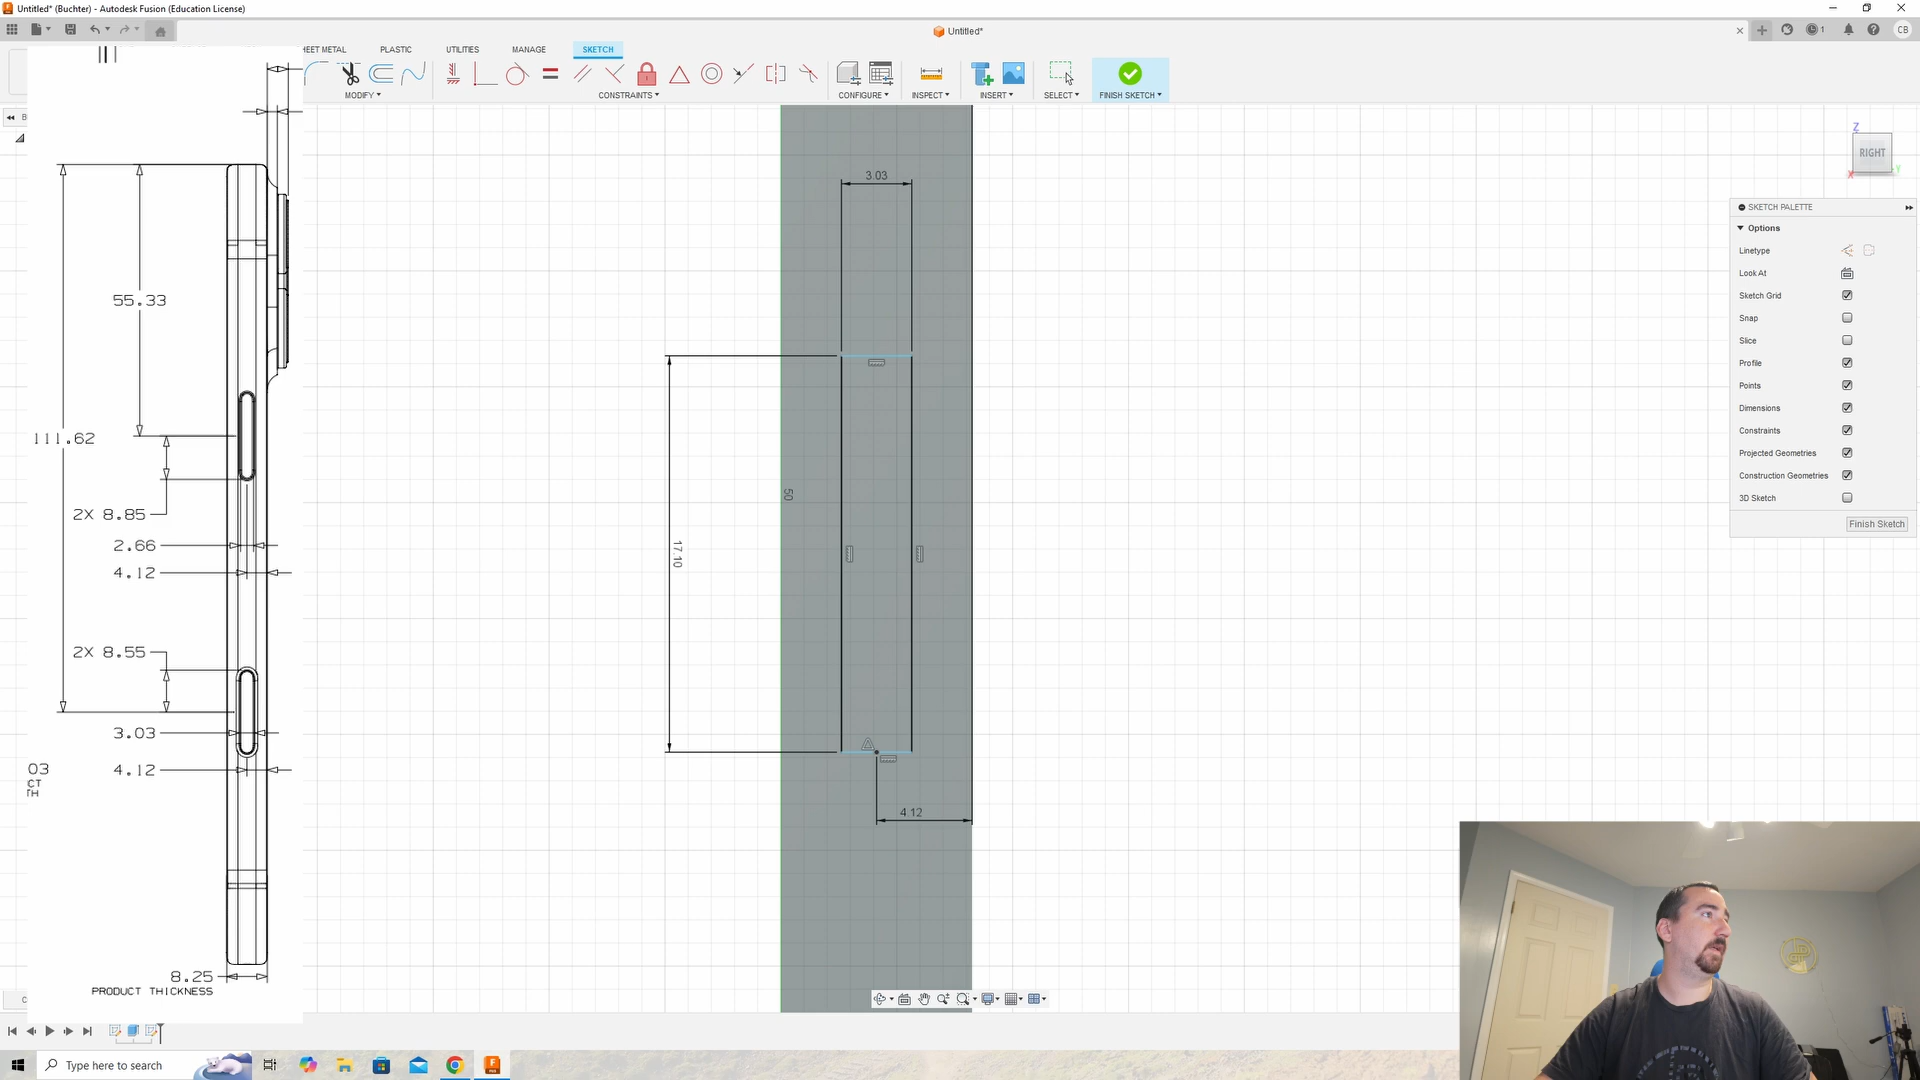 Untitled* (Buchter) - Autodesk Fusion (Education License)
Untitled*
1
CB
HEET METAL
PLASTIC
UTILITIES
MANAGE
SKETCH
MODIFY
CONSTRAINTS
CONFIGURE
INSPECT
INSERT
SELECT
FINISH SKETCH
B
Z
RIGHT
X
Y
SKETCH PALETTE
Options
Linetype
Look At
Sketch Grid
Snap
Slice
Profile
Points
Dimensions
Constraints
Projected Geometries
Construction Geometries
3D Sketch
Finish Sketch
3.03
50
17.10
4.12
55.33
111.62
2X 8.85
2.66
4.12
2X 8.55
3.03
4.12
03
CT
TH
8.25
PRODUCT THICKNESS
C
Type here to search